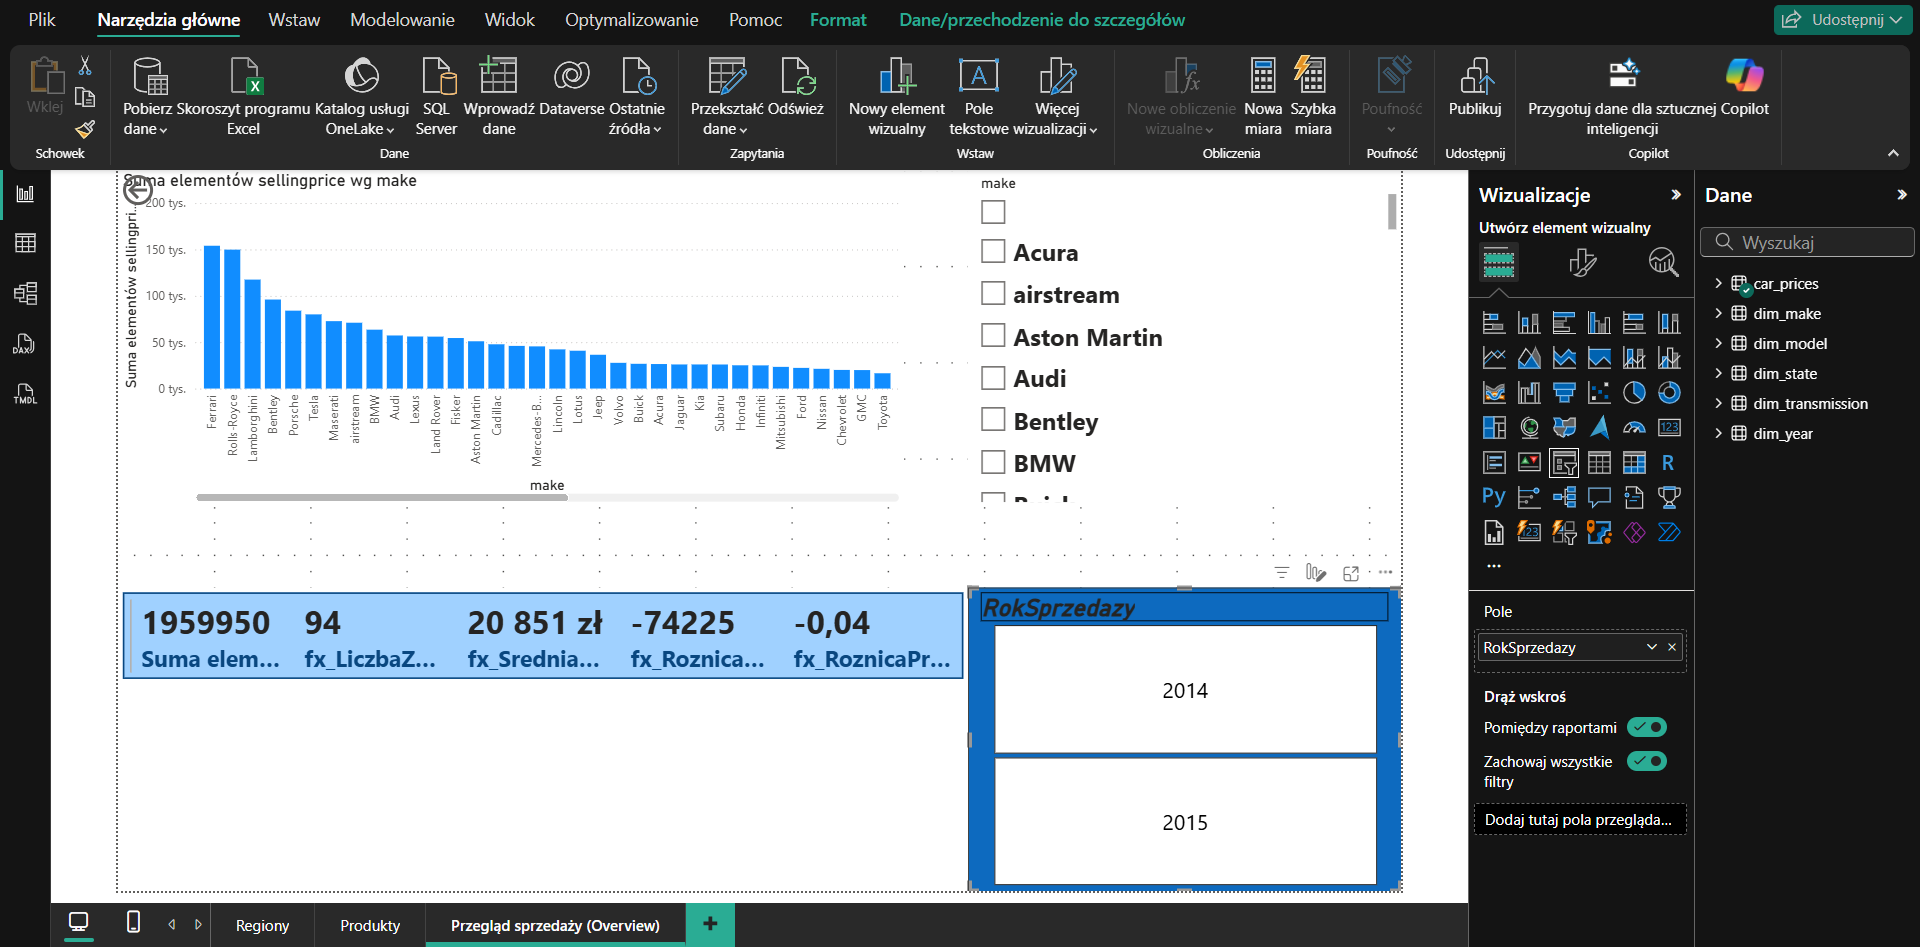 Plik Narzędzia główne Wstaw Modelowanie Widok Optymalizowanie Pomoc Format Dane/przechodzenie do szczegółów Udostępnij
Wklej
Schowek
Pobierz dane
Skoroszyt programu Excel
Katalog usługi OneLake
SQL Server
Wprowadź dane
Dataverse
Ostatnie źródła
Dane
Przekształć dane
Odśwież
Zapytania
Nowy element wizualny
Pole tekstowe
Więcej wizualizacji
Wstaw
Nowe obliczenie wizualne
Nowa miara
Szybka miara
Obliczenia
Poufność
Poufność
Publikuj
Udostępnij
Przygotuj dane dla sztucznej inteligencji
Copilot
Copilot
DAX
TMDL
Suma elementów sellingprice wg make
Suma elementów sellingpri...
200 tys.
150 tys.
100 tys.
50 tys.
0 tys.
Ferrari
Rolls-Royce
Lamborghini
Bentley
Porsche
Tesla
Maserati
airstream
BMW
Audi
Lexus
Land Rover
Fisker
Aston Martin
Cadillac
Mercedes-B...
Lincoln
Lotus
Jeep
Volvo
Buick
Acura
Jaguar
Kia
Subaru
Honda
Infiniti
Mitsubishi
Ford
Nissan
Chevrolet
GMC
Toyota
make
make
Acura
airstream
Aston Martin
Audi
Bentley
BMW
Buick
1959950 94 20 851 zł -74225 -0,04
Suma elem... fx_LiczbaZ... fx_Srednia... fx_Roznica... fx_RoznicaPr...
RokSprzedazy
2014
2015
Wizualizacje
Utwórz element wizualny
123
R
Py
123
Pole
RokSprzedazy
Drąż wskroś
Pomiędzy raportami
Zachowaj wszystkie
filtry
Dodaj tutaj pola przegląda...
Dane
Wyszukaj
car_prices
dim_make
dim_model
dim_state
dim_transmission
dim_year
Regiony Produkty Przegląd sprzedaży (Overview)